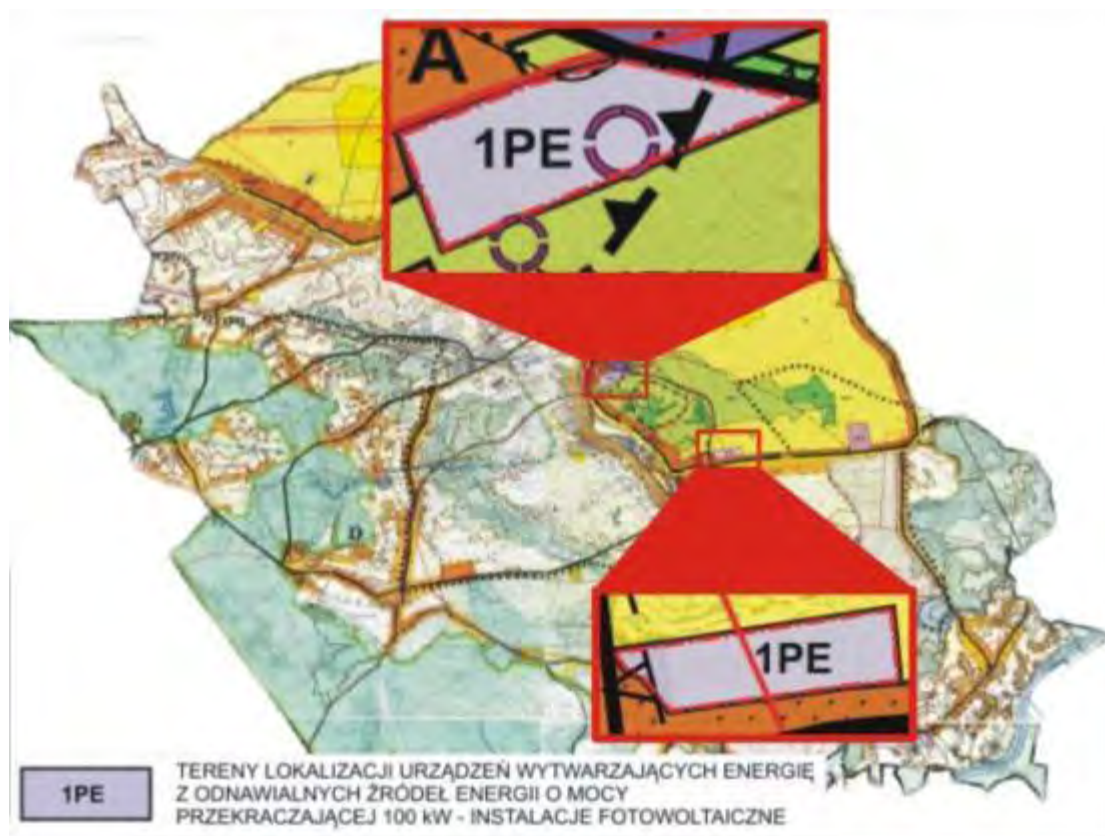 A
1PE
D
1PE
1PE
TERENY LOKALIZACJI URZĄDZEŃ WYTWARZAJĄCYCH ENERGIĘ
Z ODNAWIALNYCH ŹRÓDEŁ ENERGII O MOCY
PRZEKRACZAJĄCEJ 100 kW - INSTALACJE FOTOWOLTAICZNE